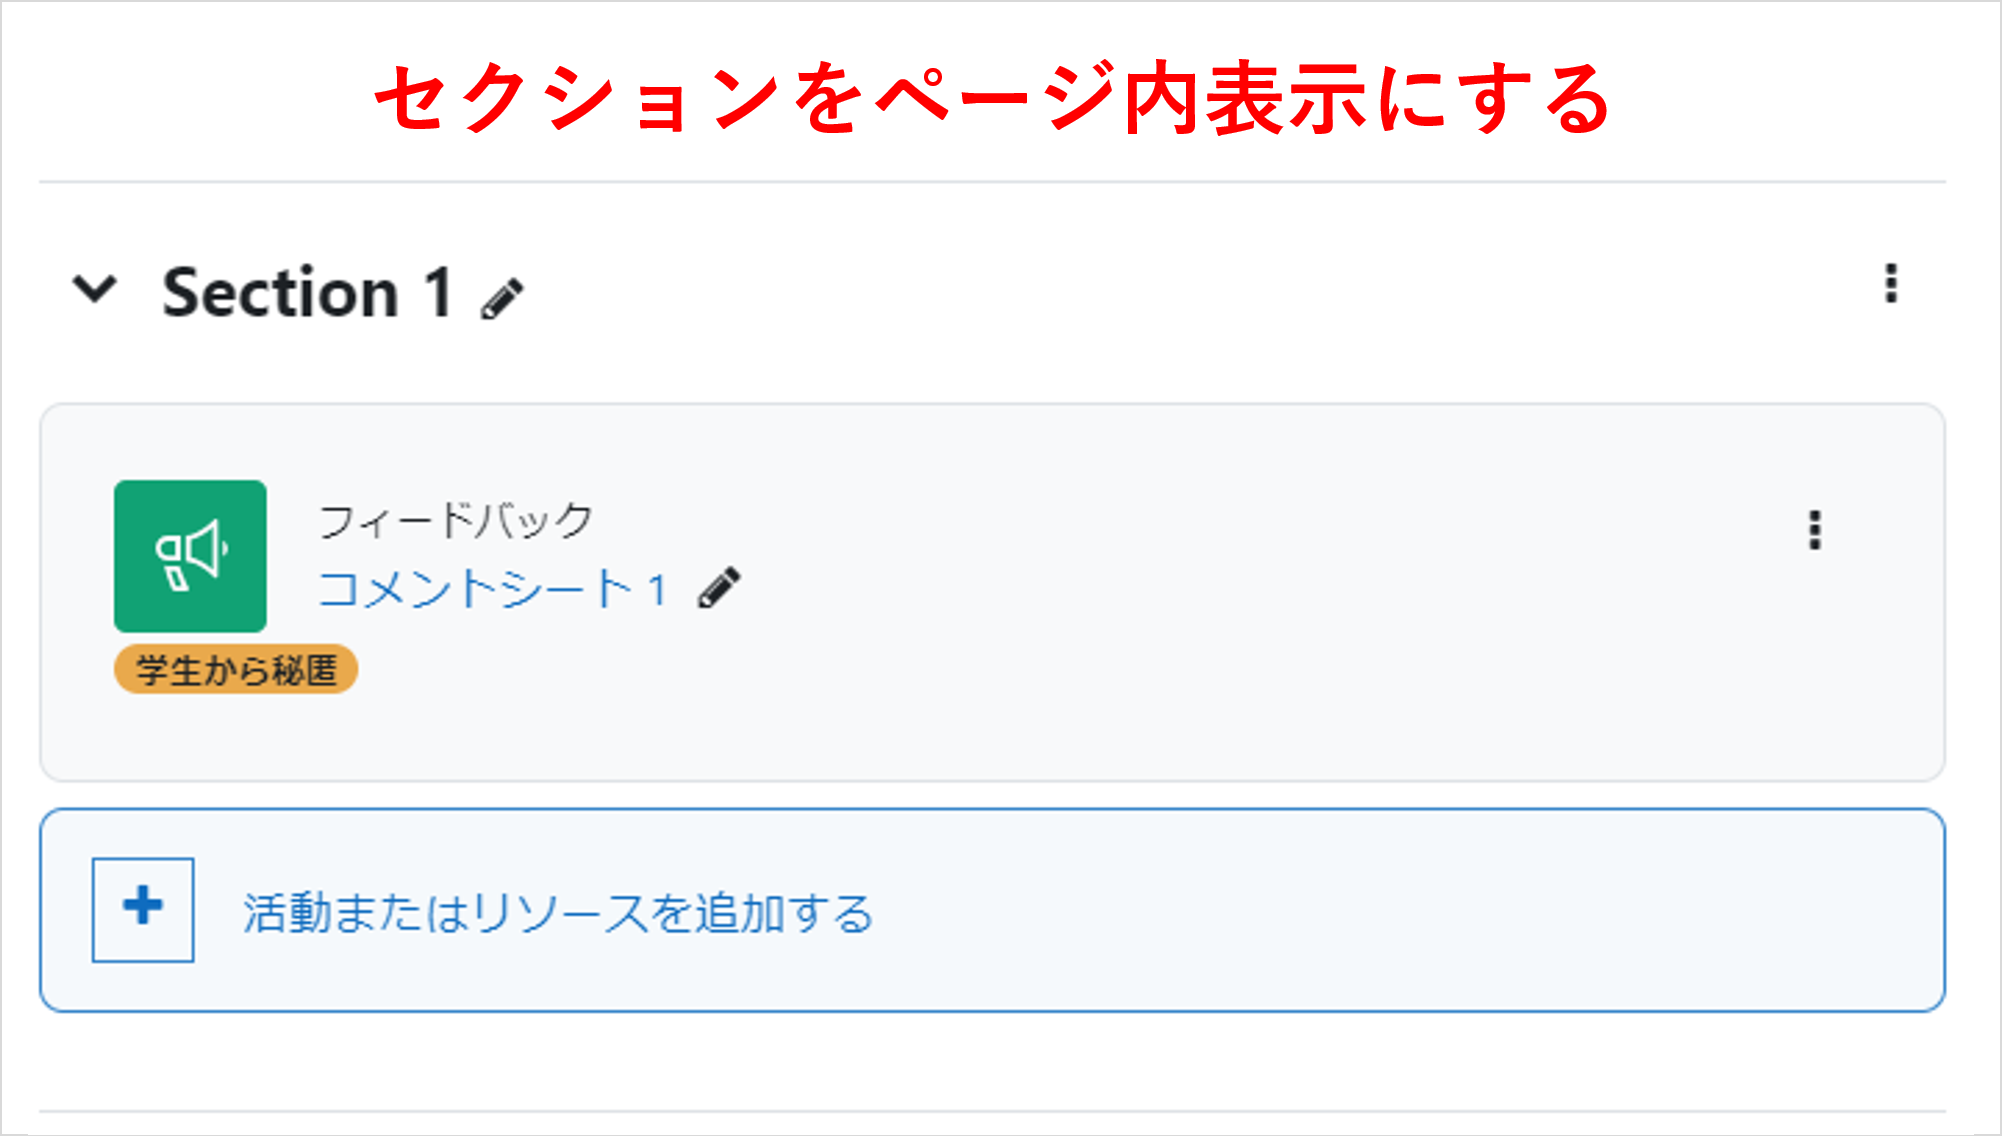 セクションをページ内表示にする
Section 1
フィードバック
コメントシート 1
学生から秘匿
活動またはリソースを追加する